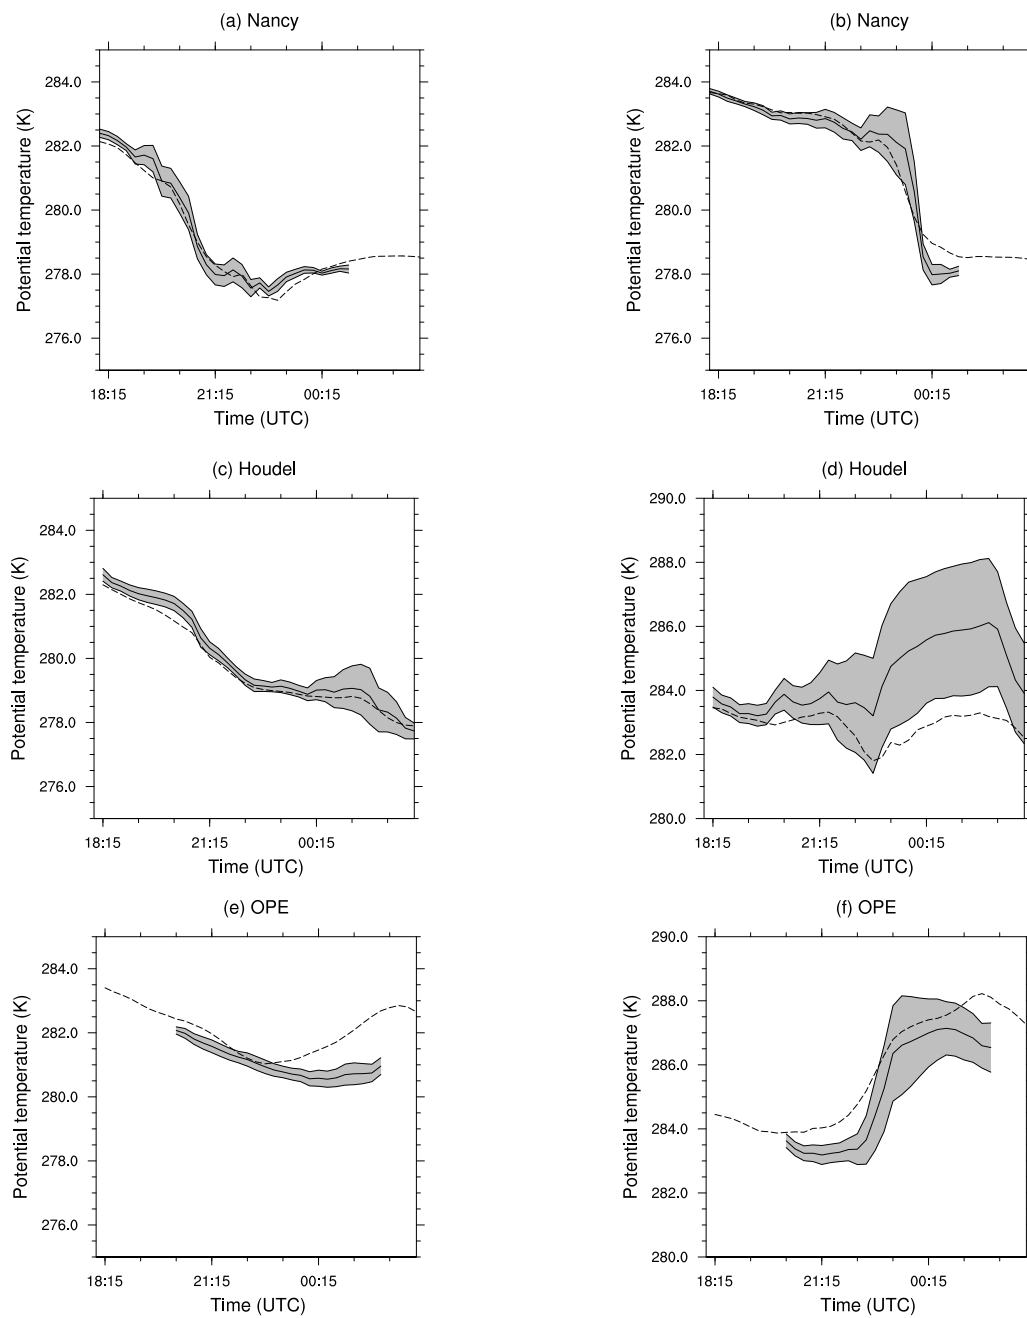 (a) Nancy
Potential temperature (K)
284.0
282.0
280.0
278.0
276.0
18:15
21:15
00:15
Time (UTC)
(b) Nancy
Potential temperature (K)
284.0
282.0
280.0
278.0
276.0
18:15
21:15
00:15
Time (UTC)
(c) Houdel
Potential temperature (K)
284.0
282.0
280.0
278.0
276.0
18:15
21:15
00:15
Time (UTC)
(d) Houdel
Potential temperature (K)
290.0
288.0
286.0
284.0
282.0
280.0
18:15
21:15
00:15
Time (UTC)
(e) OPE
Potential temperature (K)
284.0
282.0
280.0
278.0
276.0
18:15
21:15
00:15
Time (UTC)
(f) OPE
Potential temperature (K)
290.0
288.0
286.0
284.0
282.0
280.0
18:15
21:15
00:15
Time (UTC)